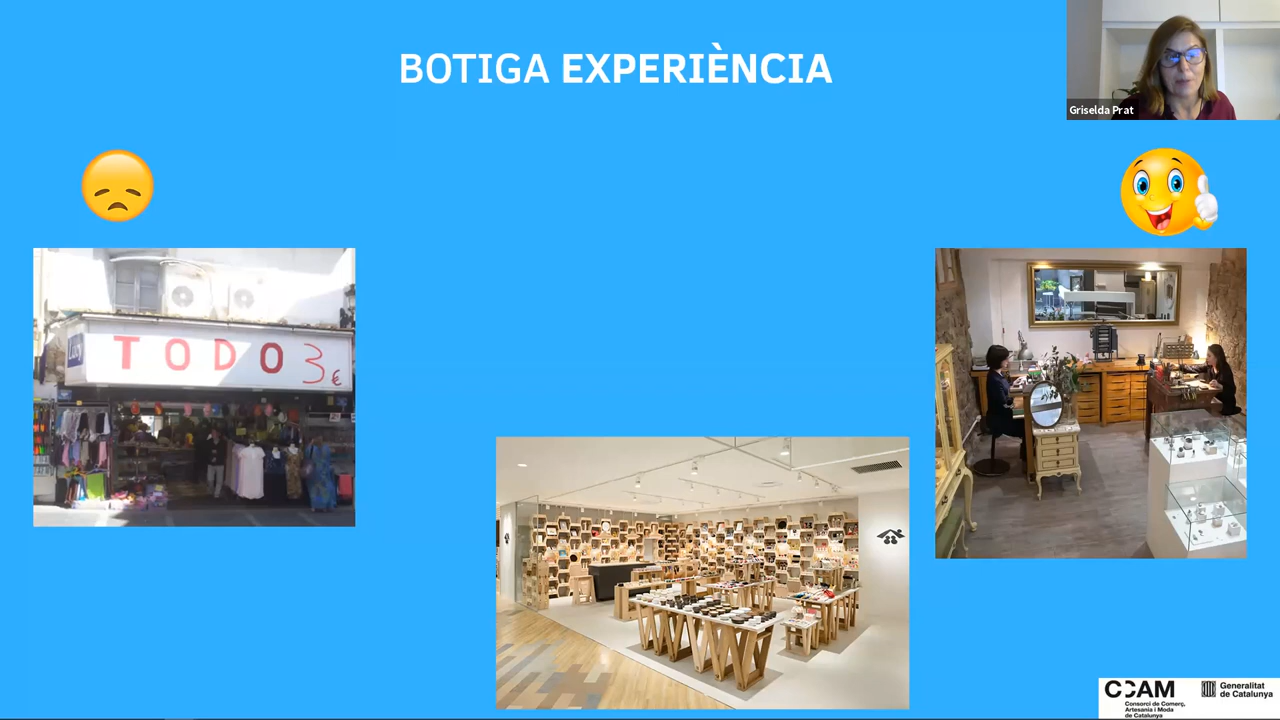 BOTIGA EXPERIÈNCIA
Griselda Prat
TODO 3€
CCAM
Consorci de Comerç,
Artesania i Moda
de Catalunya
Generalitat
de Catalunya